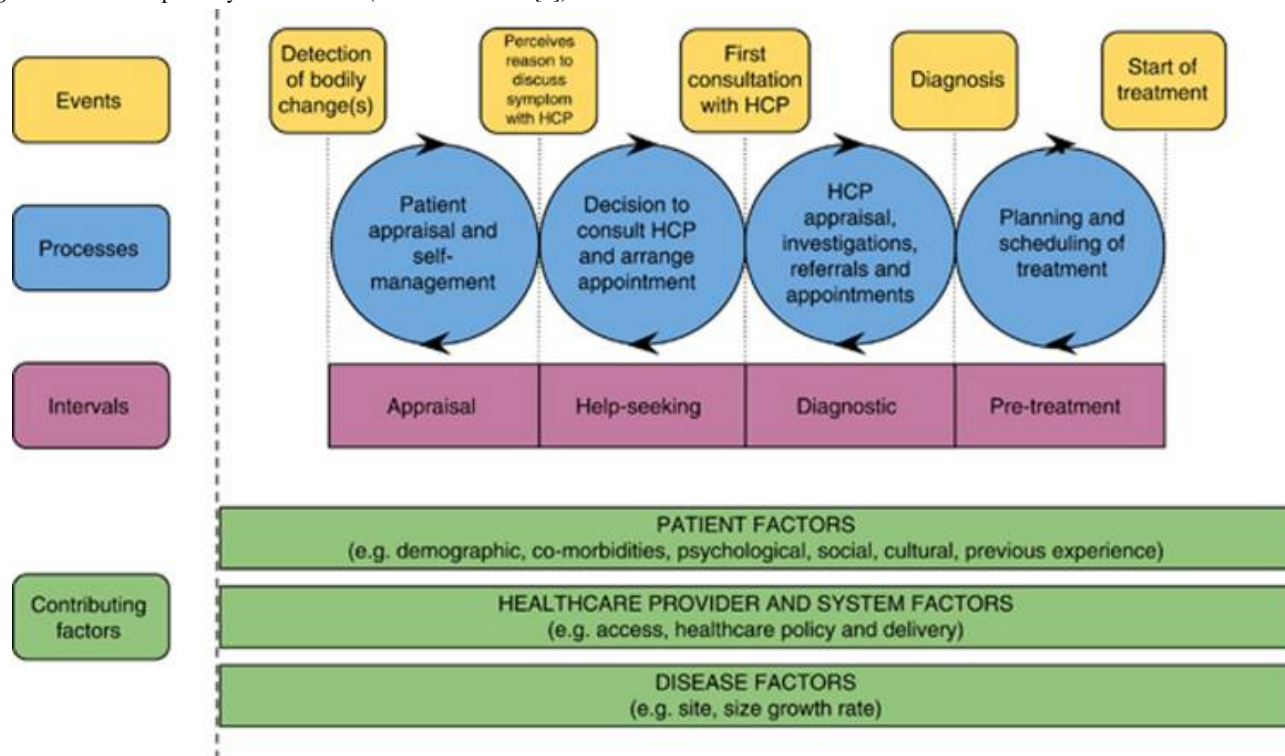 Events
Detection
of bodily
change(s)
Perceives
reason to
discuss
symptom
with HCP
First
consultation
with HCP
Diagnosis
Start of
treatment
Processes
Patient
appraisal and
self-
management
Decision to
consult HCP
and arrange
appointment
HCP
appraisal,
investigations,
referrals and
appointments
Planning and
scheduling of
treatment
Intervals
Appraisal
Help-seeking
Diagnostic
Pre-treatment
Contributing
factors
PATIENT FACTORS
(e.g. demographic, co-morbidities, psychological, social, cultural, previous experience)
HEALTHCARE PROVIDER AND SYSTEM FACTORS
(e.g. access, healthcare policy and delivery)
DISEASE FACTORS
(e.g. site, size growth rate)